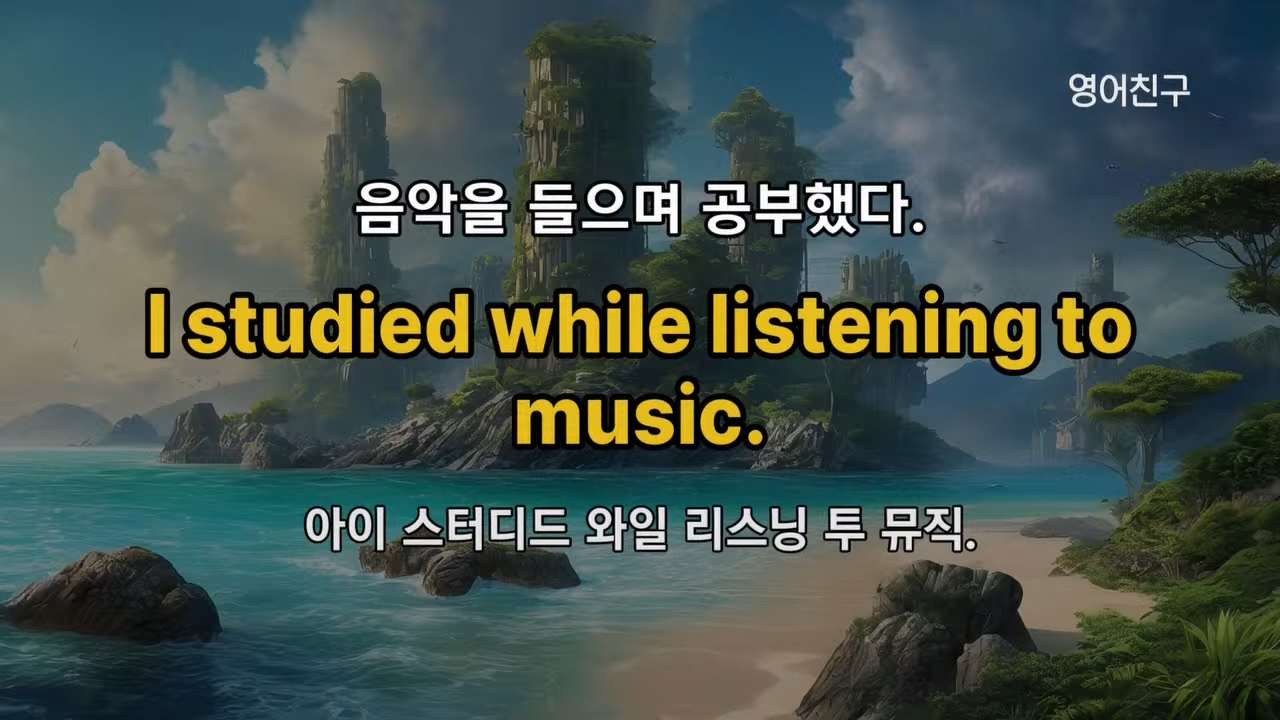 영어친구
음악을 들으며 공부했다.
I studied while listening to
music.
아이 스터디드 와일 리스닝 투 뮤직.